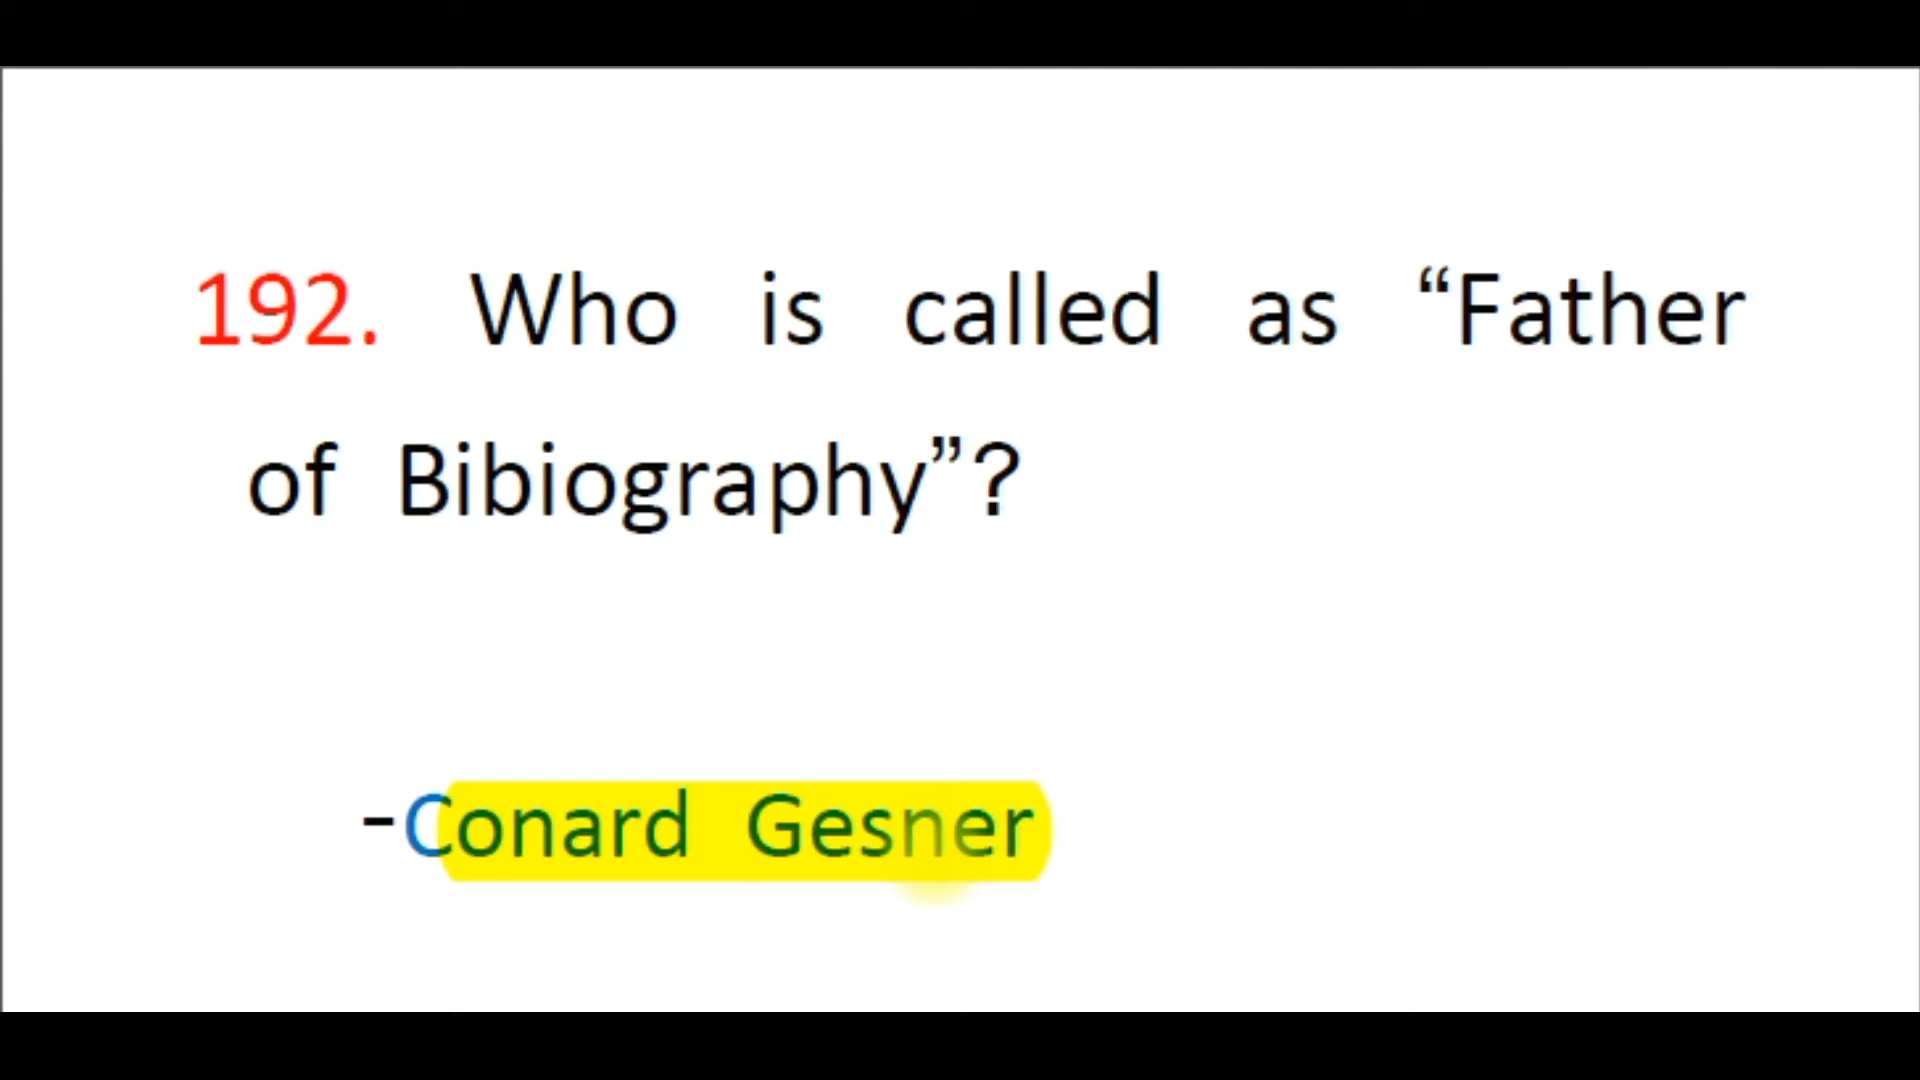 192. Who is called as “Father
of Bibiography”?
-Conard Gesner